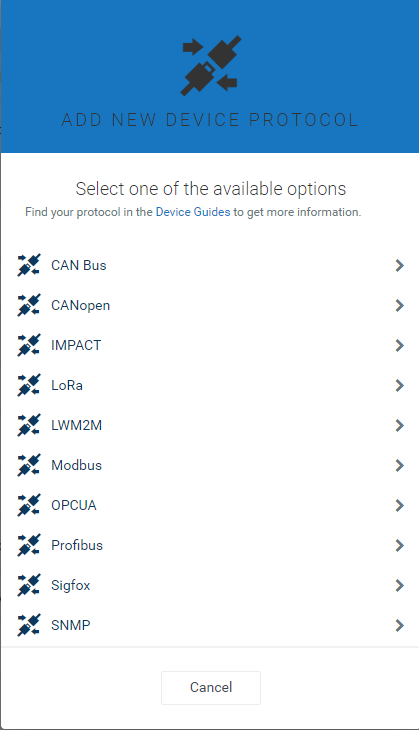 ADD NEW DEVICE PROTOCOL
Select one of the available options
Find your protocol in the Device Guides to get more information.
CAN Bus
CANopen
IMPACT
LoRa
LWM2M
Modbus
OPCUA
Profibus
Sigfox
SNMP
Cancel